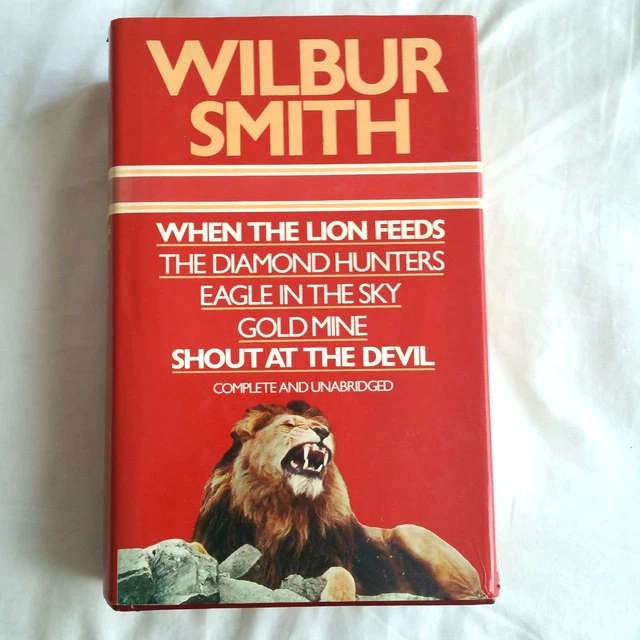 WILBUR
SMITH
WHEN THE LION FEEDS
THE DIAMOND HUNTERS
EAGLE IN THE SKY
GOLD MINE
SHOUT AT THE DEVIL
COMPLETE AND UNABRIDGED